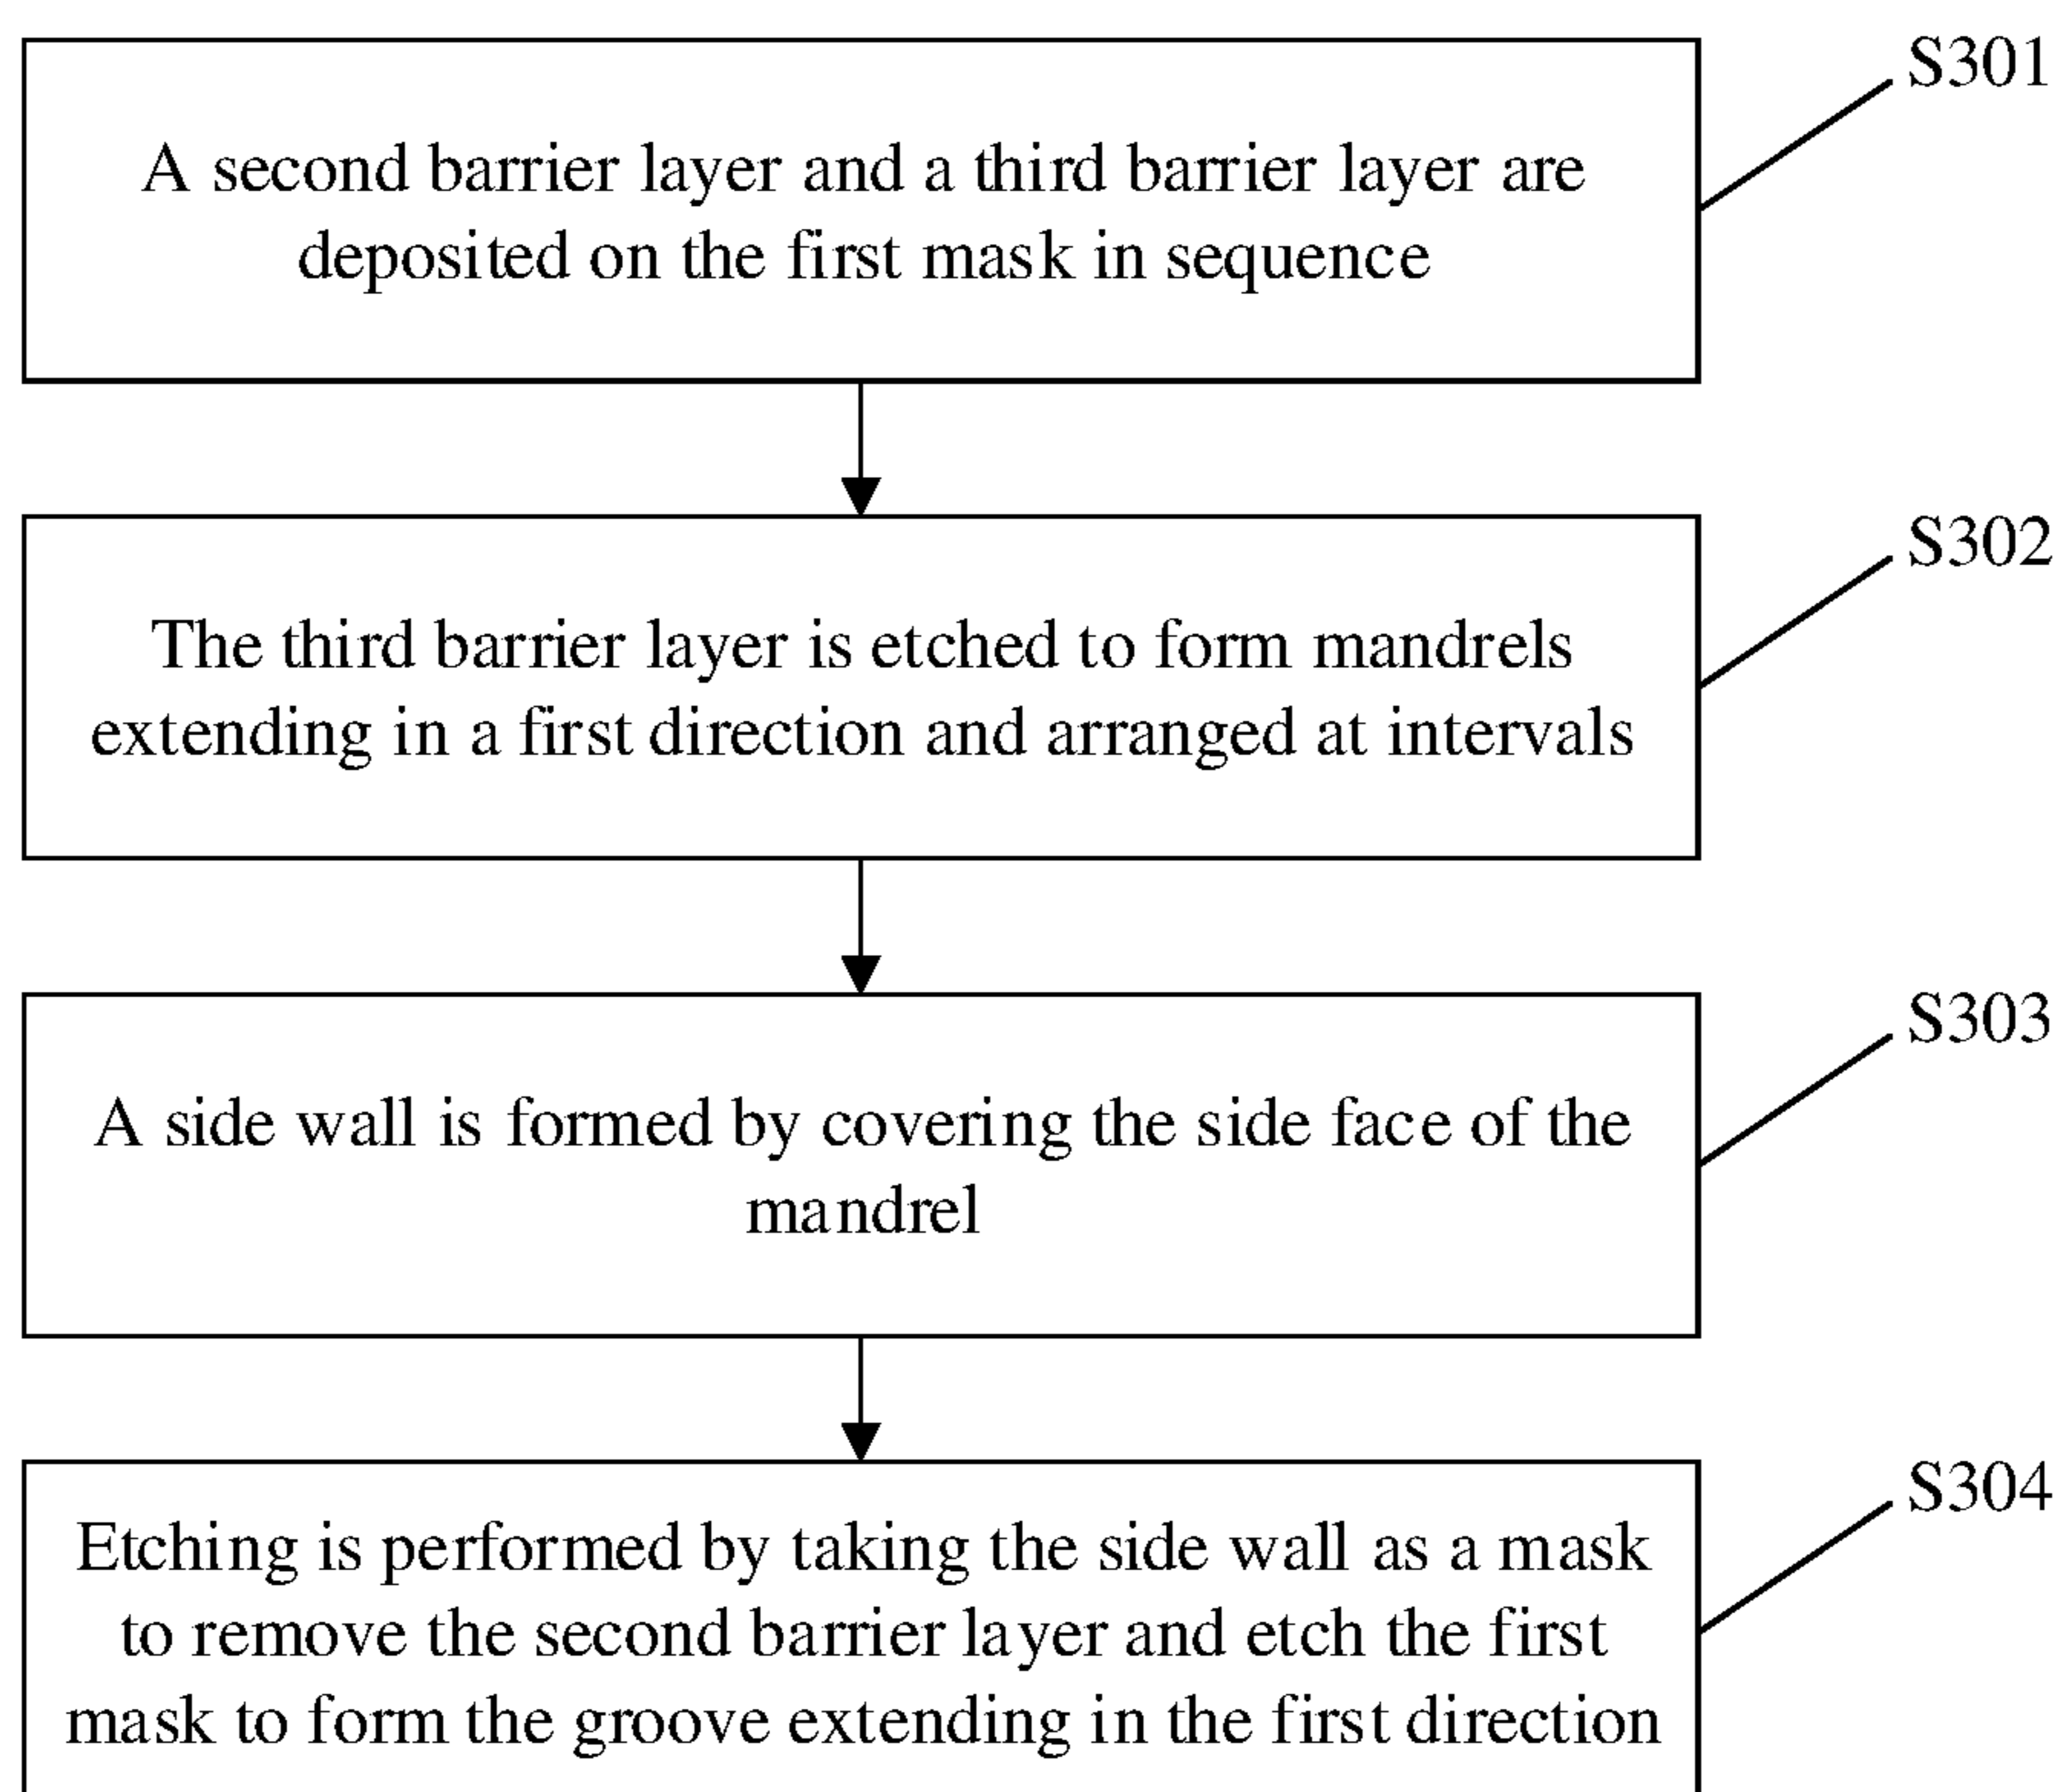 S301
A second barrier layer and a third barrier layer are
deposited on the first mask in sequence
S302
The third barrier layer is etched to form mandrels
extending in a first direction and arranged at intervals
S303
A side wall is formed by covering the side face of the
mandrel
S304
Etching is performed by taking the side wall as a mask
to remove the second barrier layer and etch the first
mask to form the groove extending in the first direction